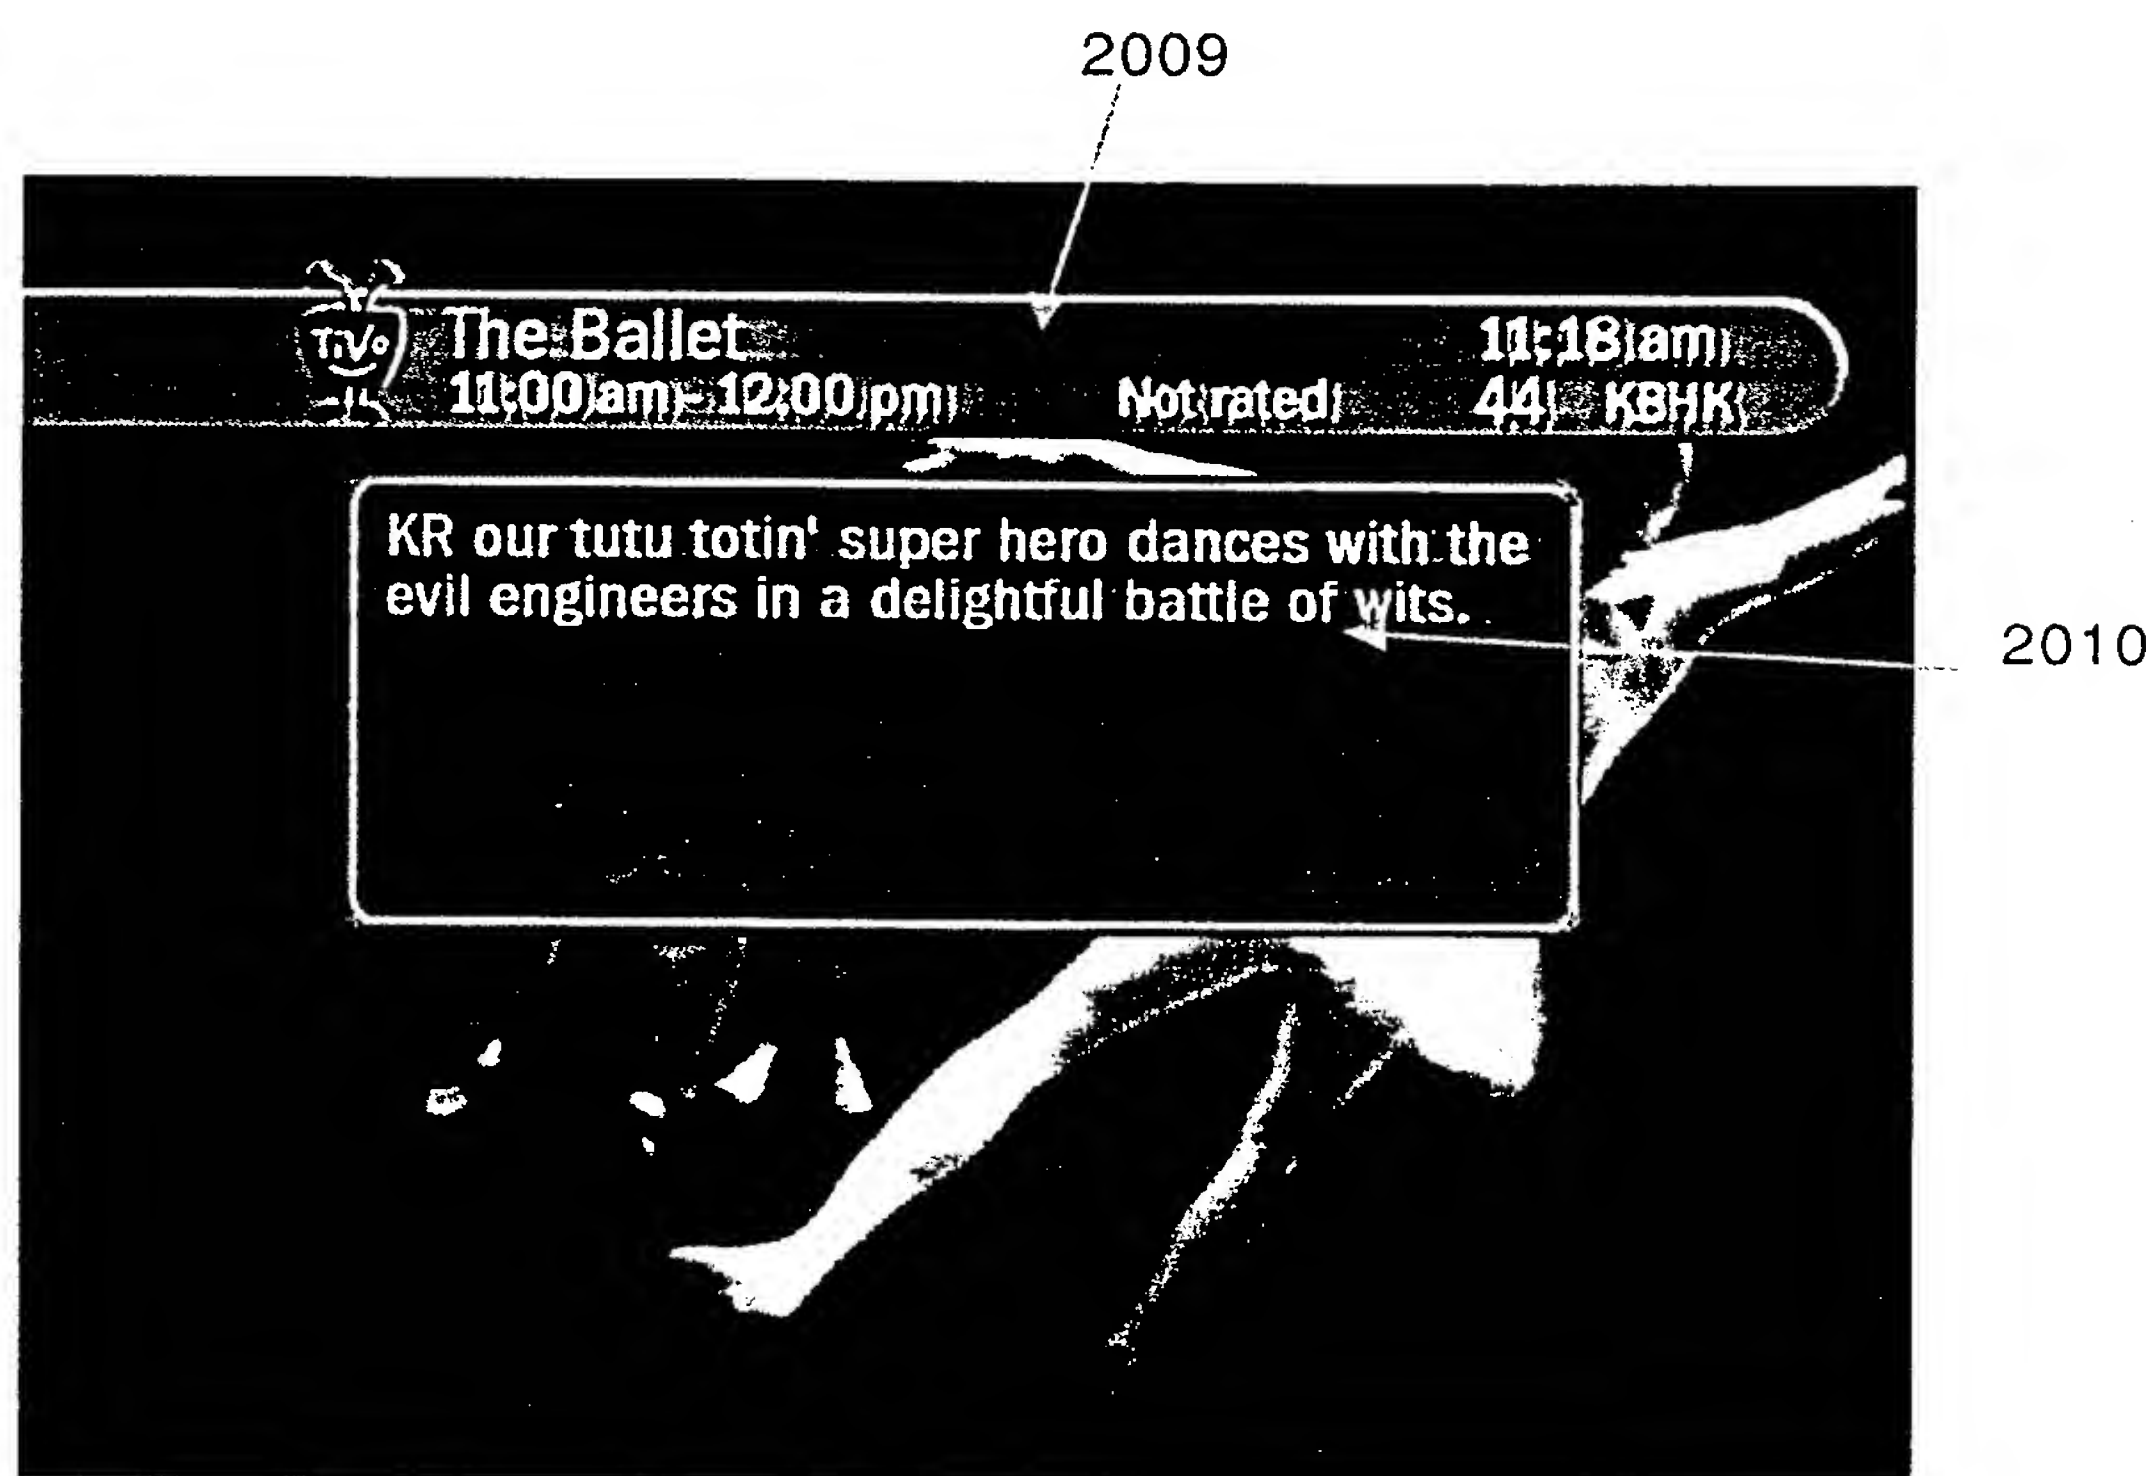 2009
TiVo
The Ballet
11:18 am
11:00 am - 12:00 pm Not rated 44 KBHK
KR our tutu totin' super hero dances with the
evil engineers in a delightful battle of wits.
2010